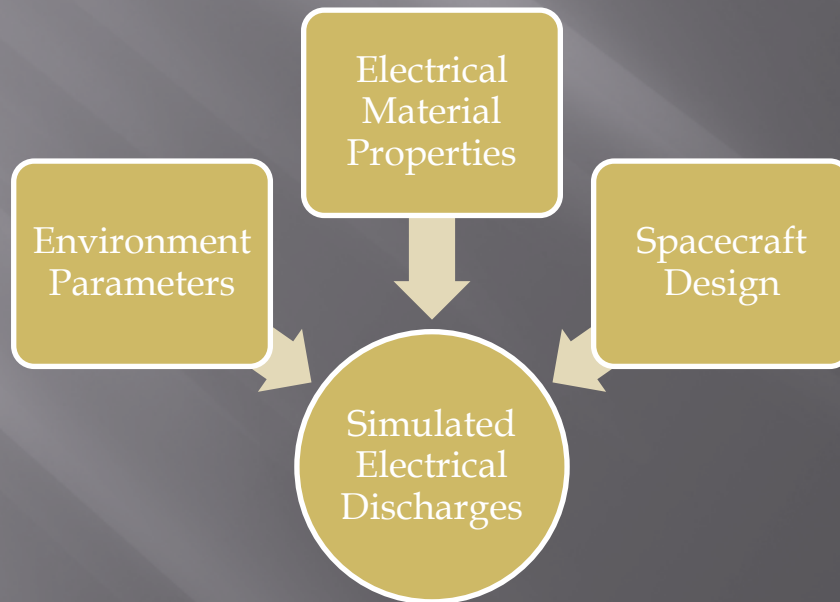 Electrical
Material
Properties
Environment
Parameters
Spacecraft
Design
Simulated
Electrical
Discharges